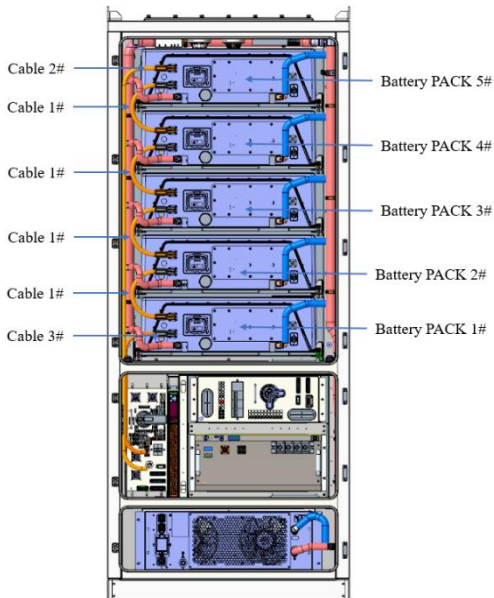 Cable 2#
Battery PACK 5#
Cable 1#
Battery PACK 4#
Cable 1#
Battery PACK 3#
Cable 1#
Battery PACK 2#
Cable 1#
Battery PACK 1#
Cable 3#